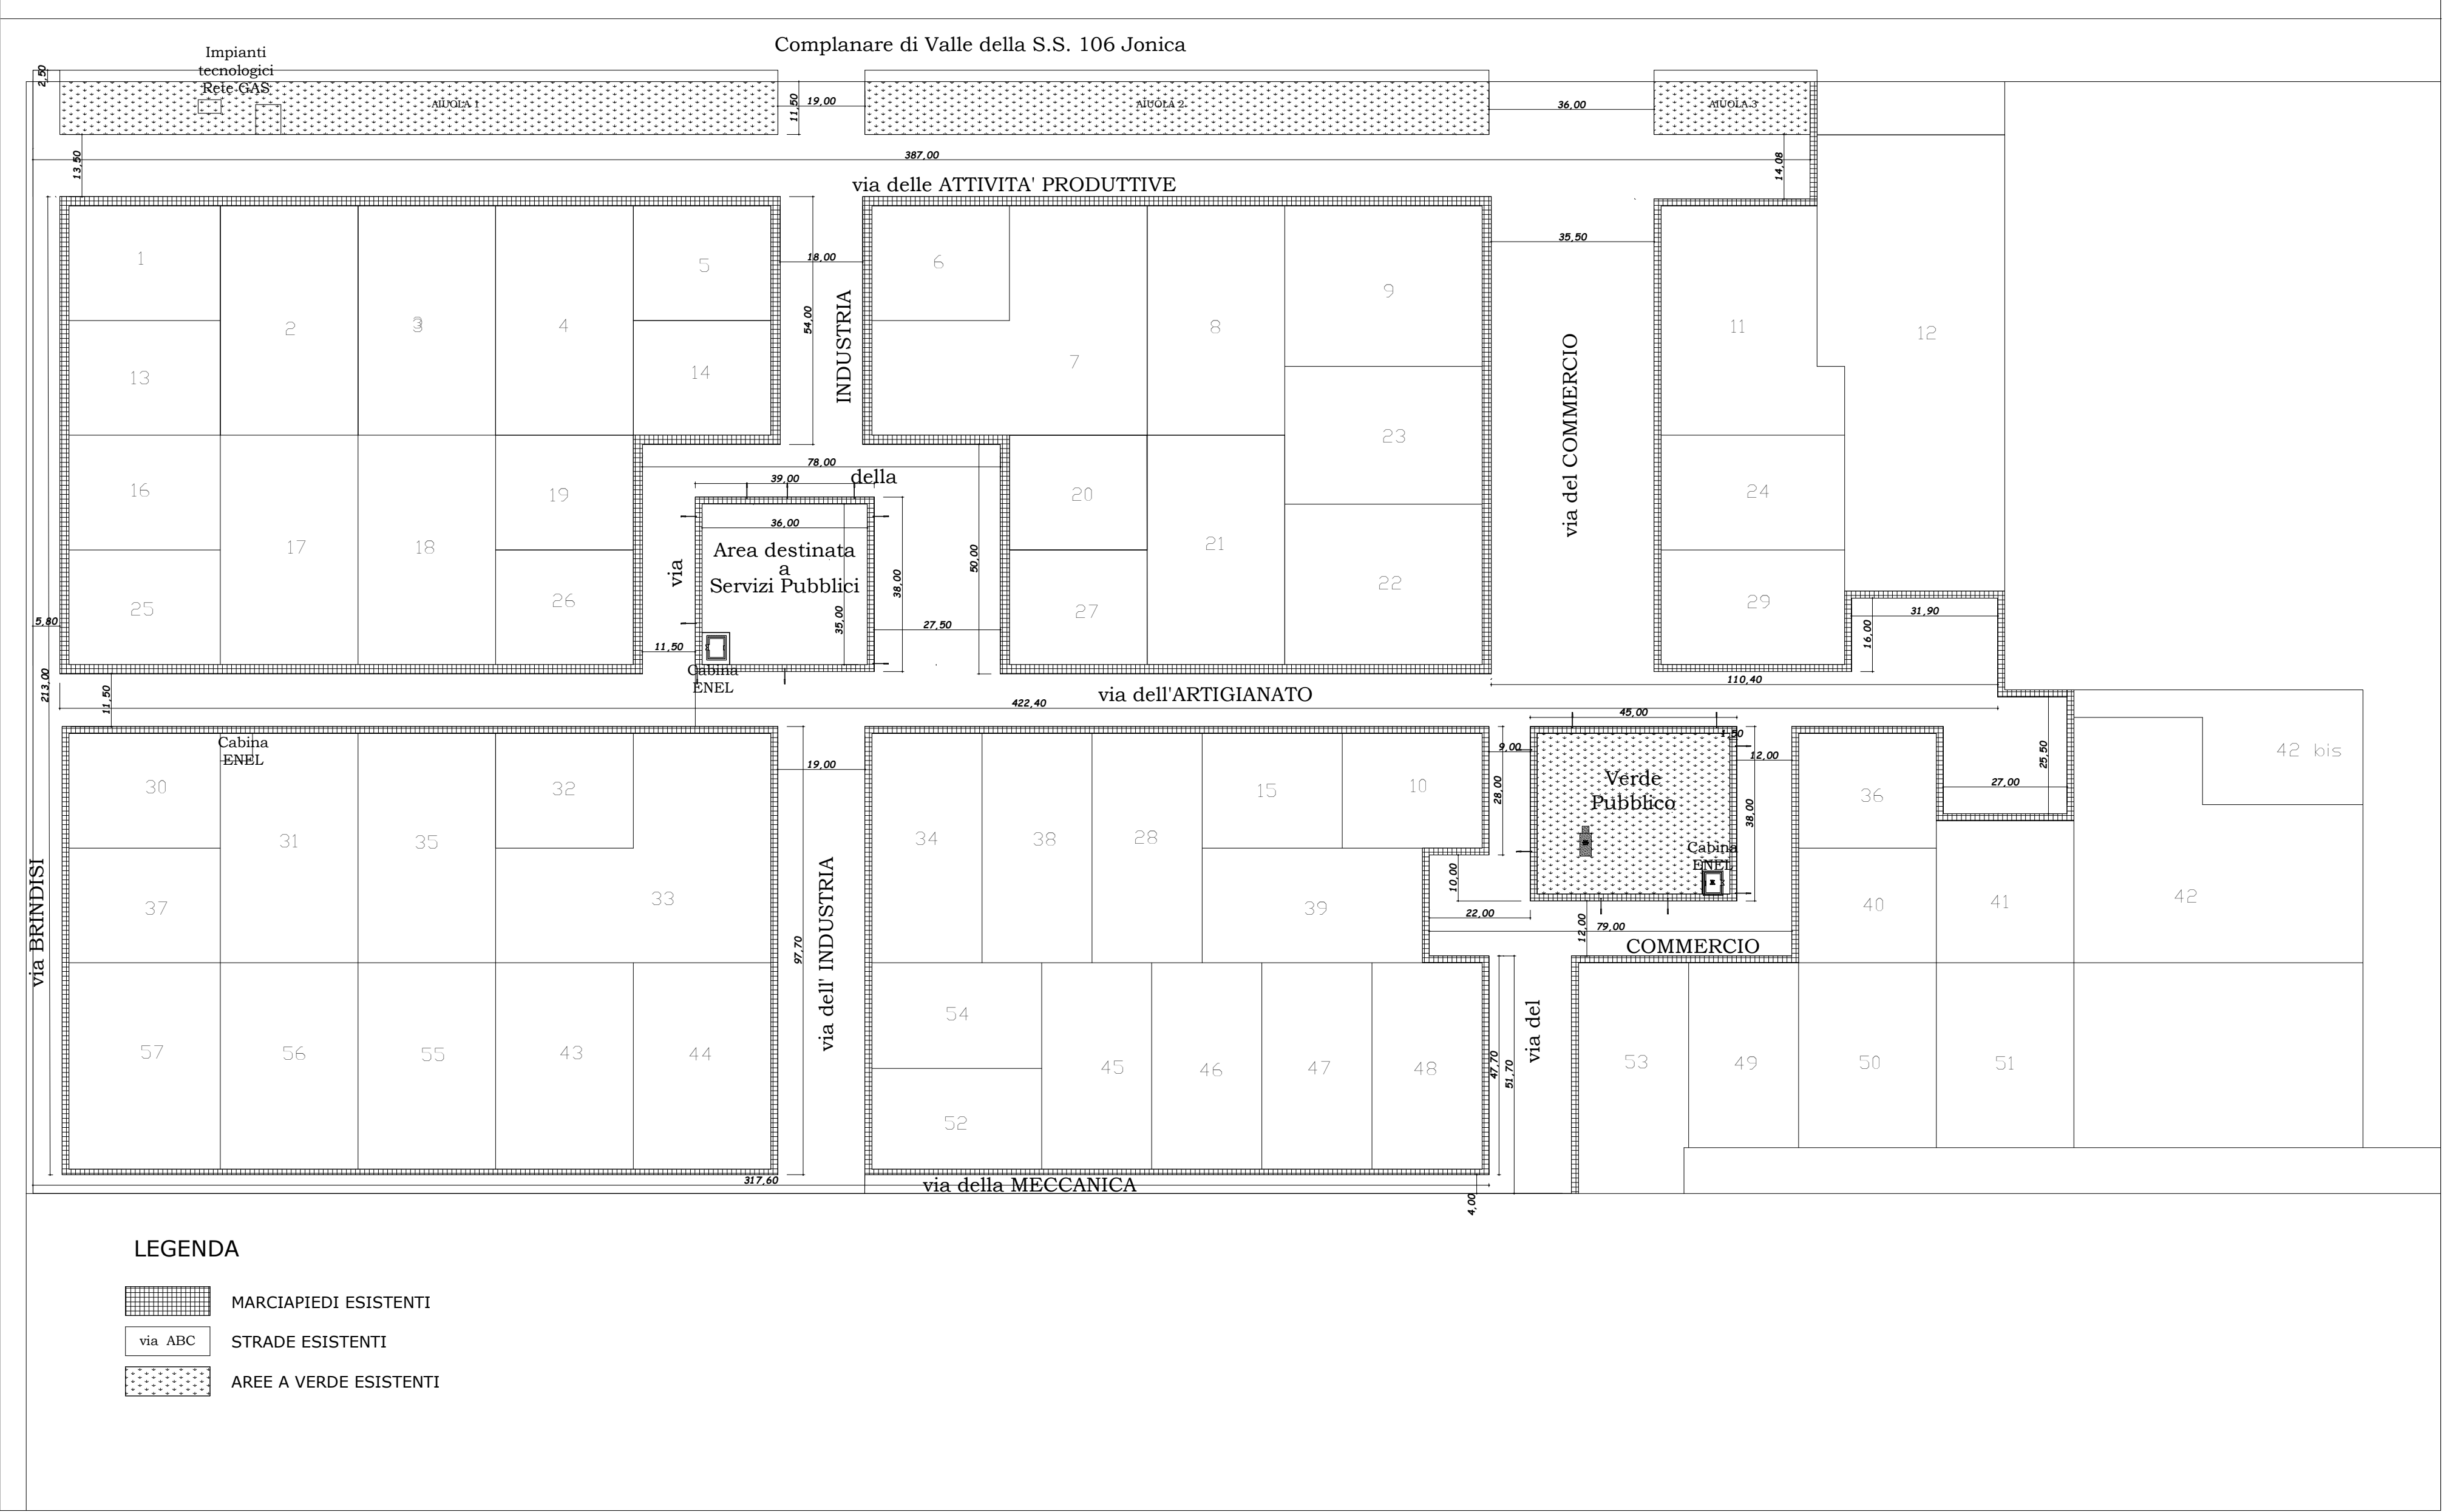 Complanare di Valle della S.S. 106 Jonica
Impianti
tecnologici
Rete GAS
2,50
AIUOLA 1
11,50
19,00
AIUOLA 2
36,00
AIUOLA 3
13,50
387,00
14,08
via delle ATTIVITA' PRODUTTIVE
1
2
3
4
5
13
14
18,00
54,00
INDUSTRIA
6
7
8
9
23
35,50
via del COMMERCIO
11
12
16
17
18
19
25
26
78,00
della
39,00
36,00
Area destinata
a
Servizi Pubblici
via
35,00
38,00
50,00
27,50
11,50
Cabina
ENEL
20
21
22
27
24
29
31,90
16,00
5,80
213,00
11,50
via dell'ARTIGIANATO
422,40
110,40
45,00
Cabina
ENEL
30
31
32
33
35
37
57
56
55
43
44
via BRINDISI
19,00
97,70
via dell' INDUSTRIA
34
38
28
15
10
39
54
52
45
46
47
48
9,00
28,00
10,00
22,00
1,50
12,00
Verde
Pubblico
38,00
Cabina
ENEL
12,00
79,00
COMMERCIO
via del
47,70
51,70
36
27,00
25,50
42 bis
40
41
42
53
49
50
51
317,60
via della MECCANICA
4,00
LEGENDA
MARCIAPIEDI ESISTENTI
via ABC
STRADE ESISTENTI
AREE A VERDE ESISTENTI